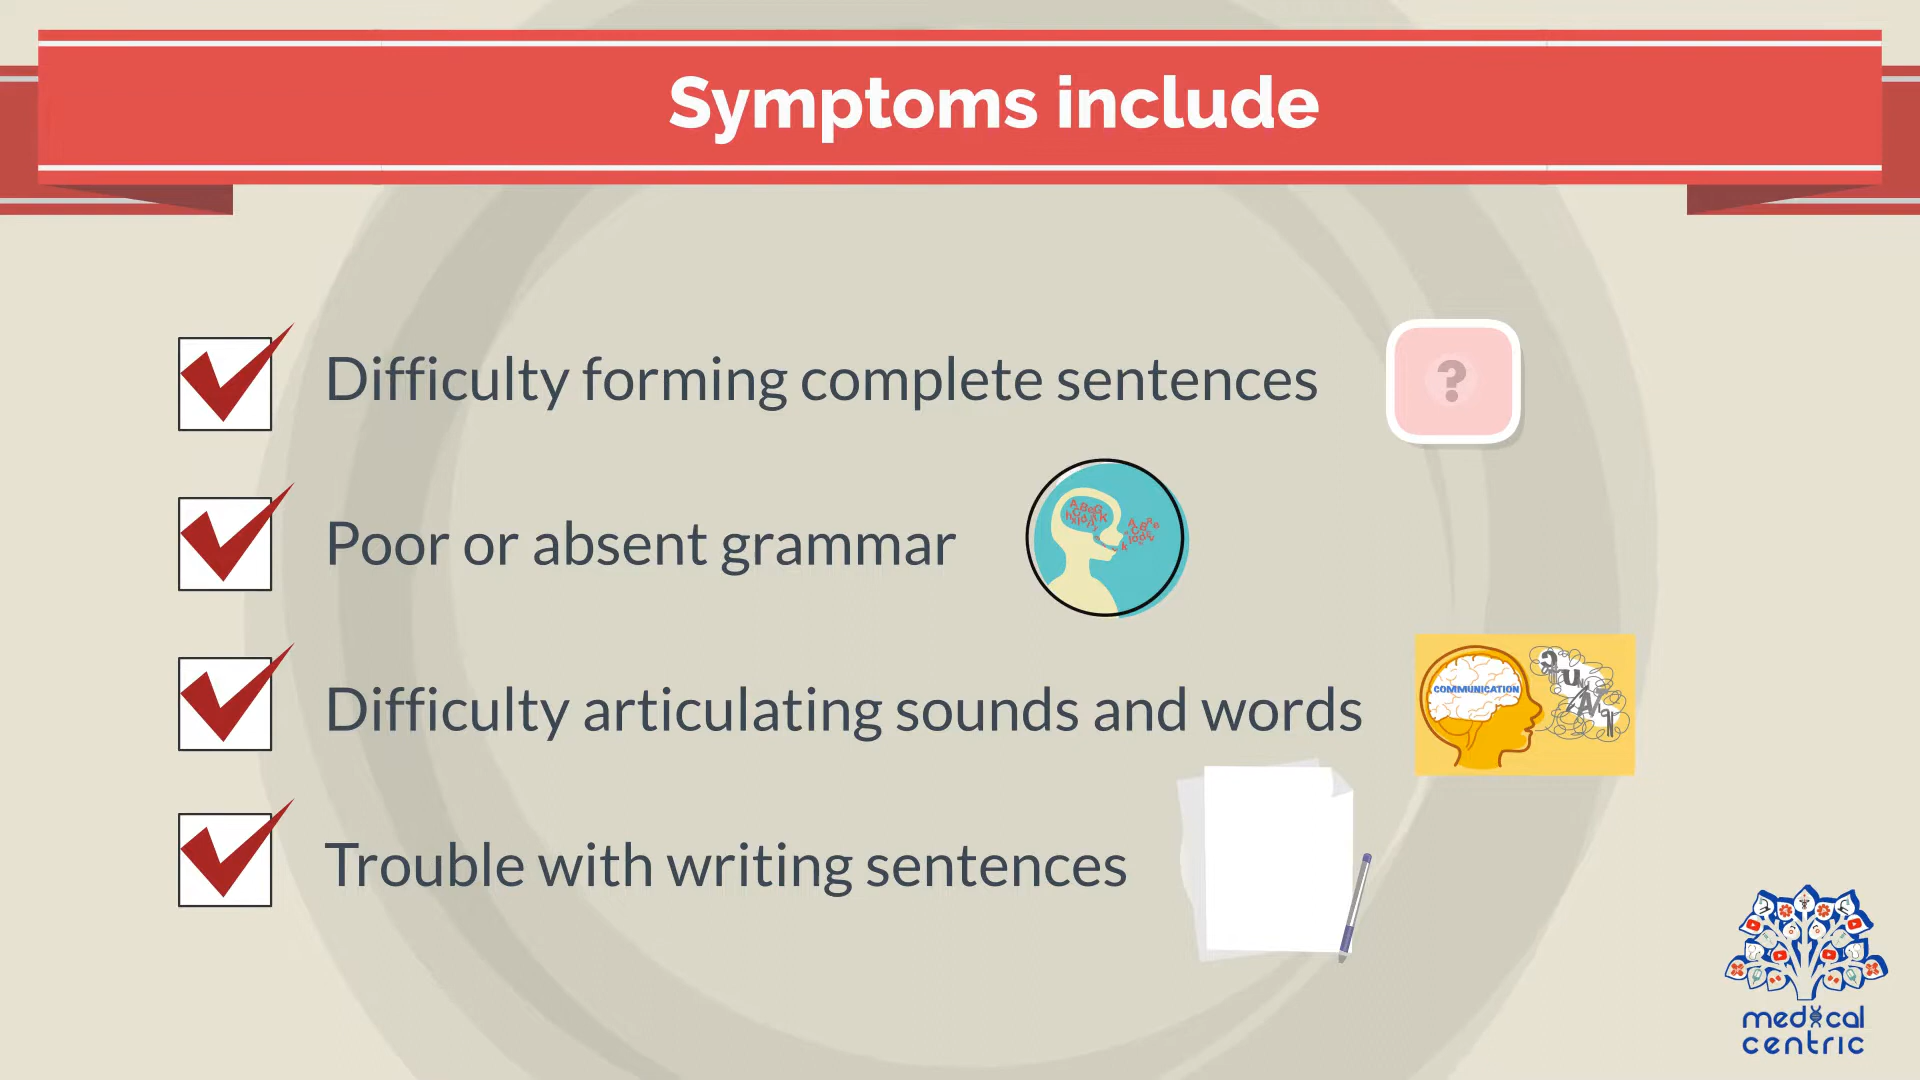 Symptoms include
Difficulty forming complete sentences
?
Poor or absent grammar
Difficulty articulating sounds and words
COMMUNICATION
Trouble with writing sentences
medical
centric